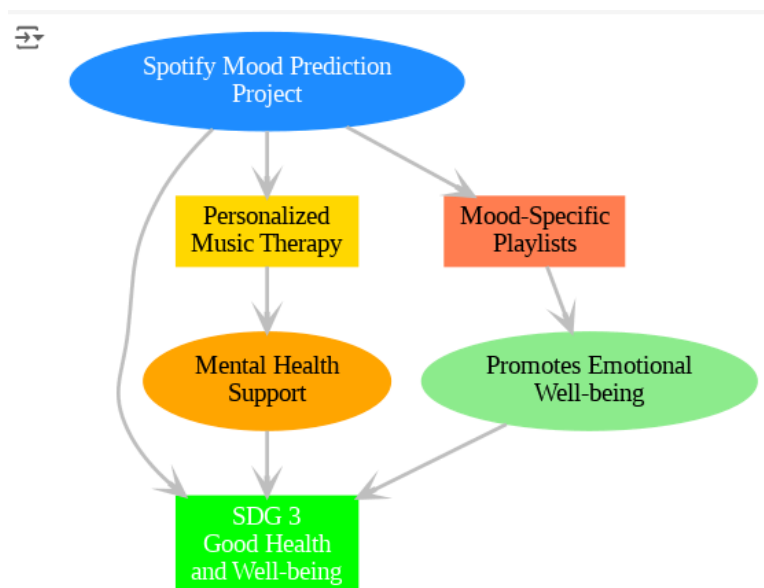 Spotify Mood Prediction
Project
Personalized
Music Therapy
Mood-Specific
Playlists
Mental Health
Support
Promotes Emotional
Well-being
SDG 3
Good Health
and Well-being